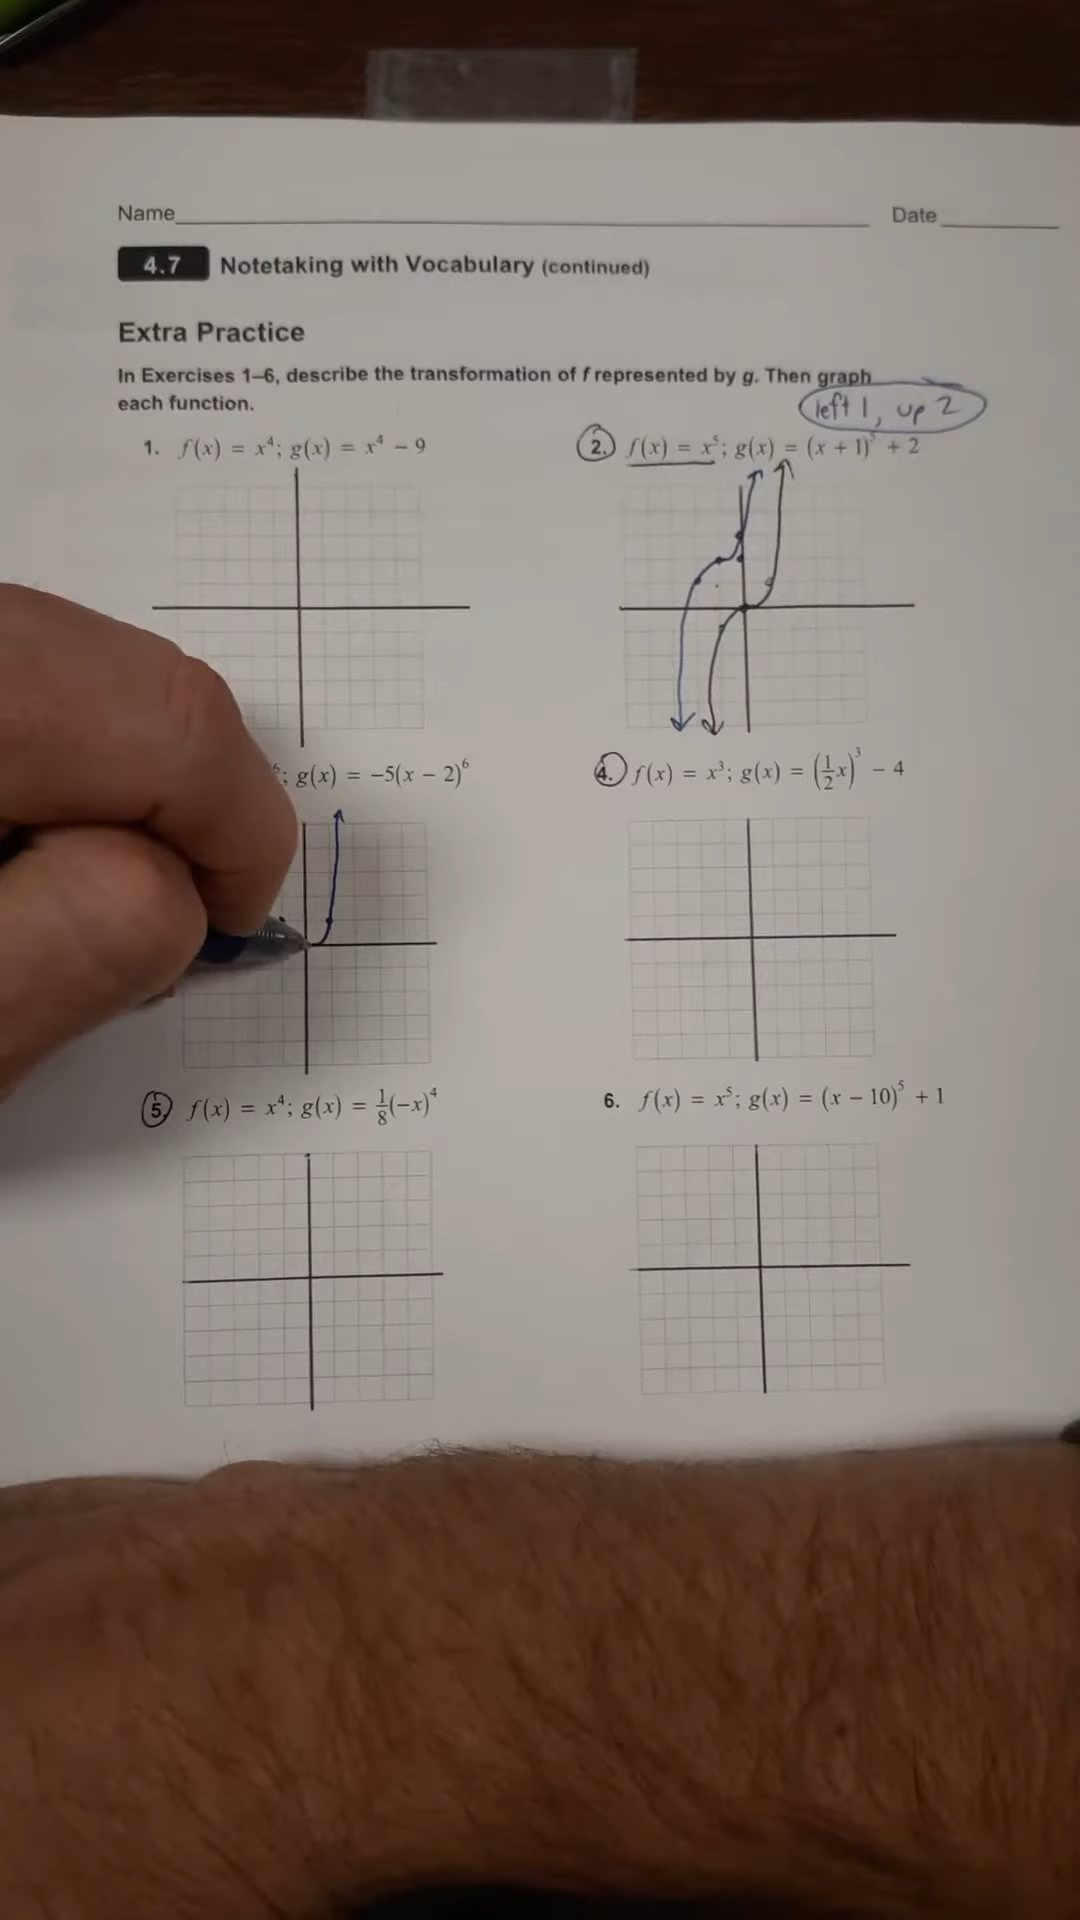 Name Date
4.7 Notetaking with Vocabulary (continued)
Extra Practice
In Exercises 1–6, describe the transformation of f represented by g. Then graph
each function.
left 1, up 2
1. f(x) = x⁴; g(x) = x⁴ − 9
2. f(x) = x⁵; g(x) = (x + 1)⁵ + 2
⁶; g(x) = −5(x − 2)⁶
4. f(x) = x³; g(x) = (1/2 x)³ − 4
5. f(x) = x⁴; g(x) = 1/8(−x)⁴
6. f(x) = x⁵; g(x) = (x − 10)⁵ + 1